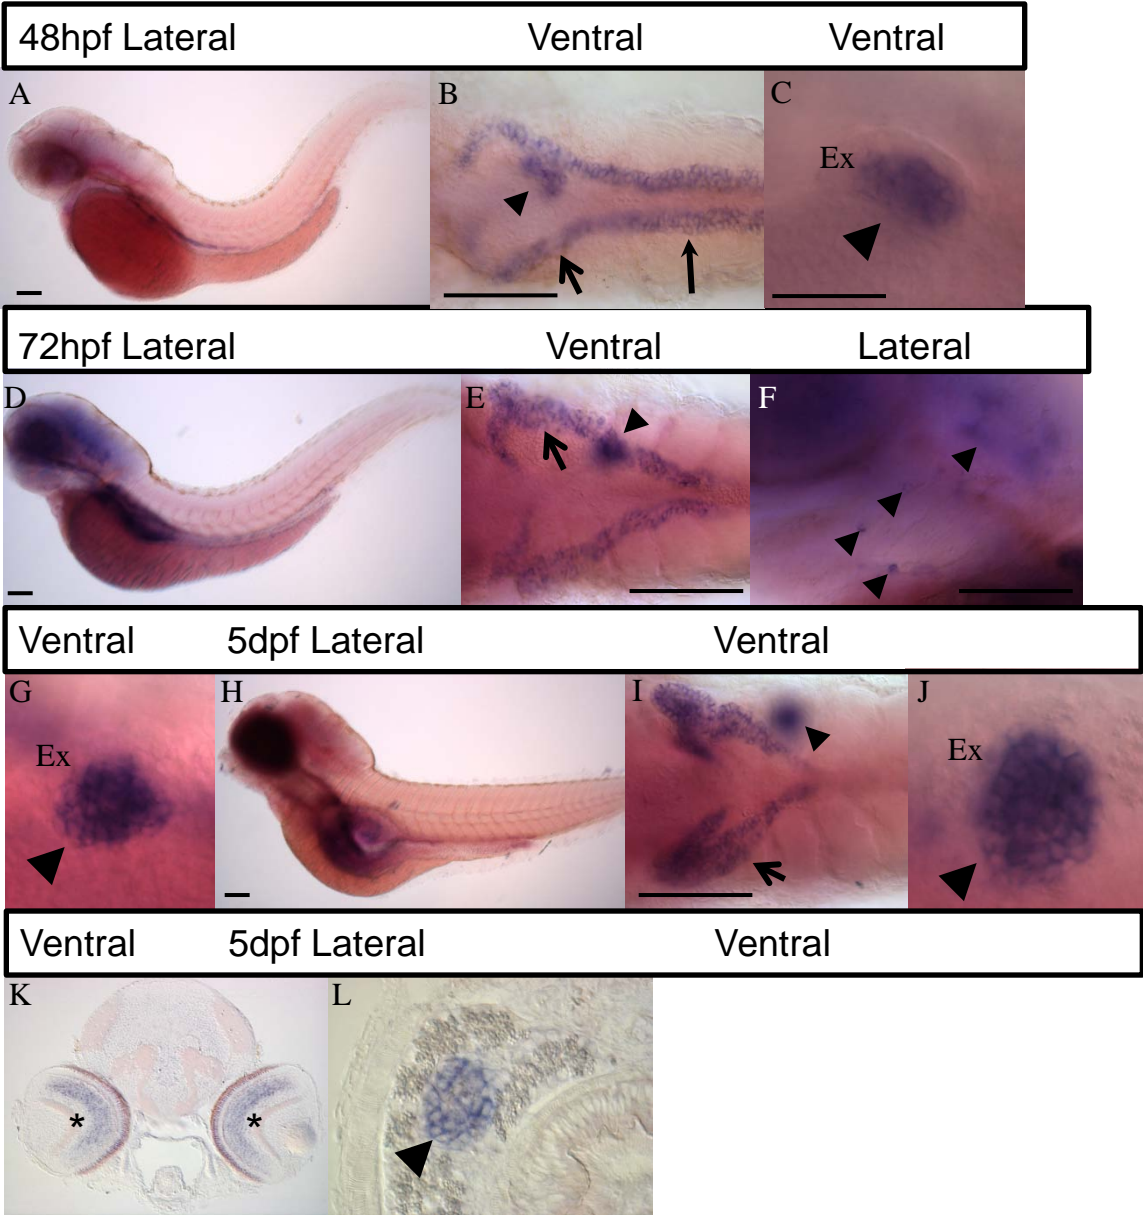 48hpf Lateral Ventral Ventral
A B C
Ex
72hpf Lateral Ventral Lateral
D E F
Ventral 5dpf Lateral Ventral
G H I J
Ex Ex
Ventral 5dpf Lateral Ventral
K L
* *